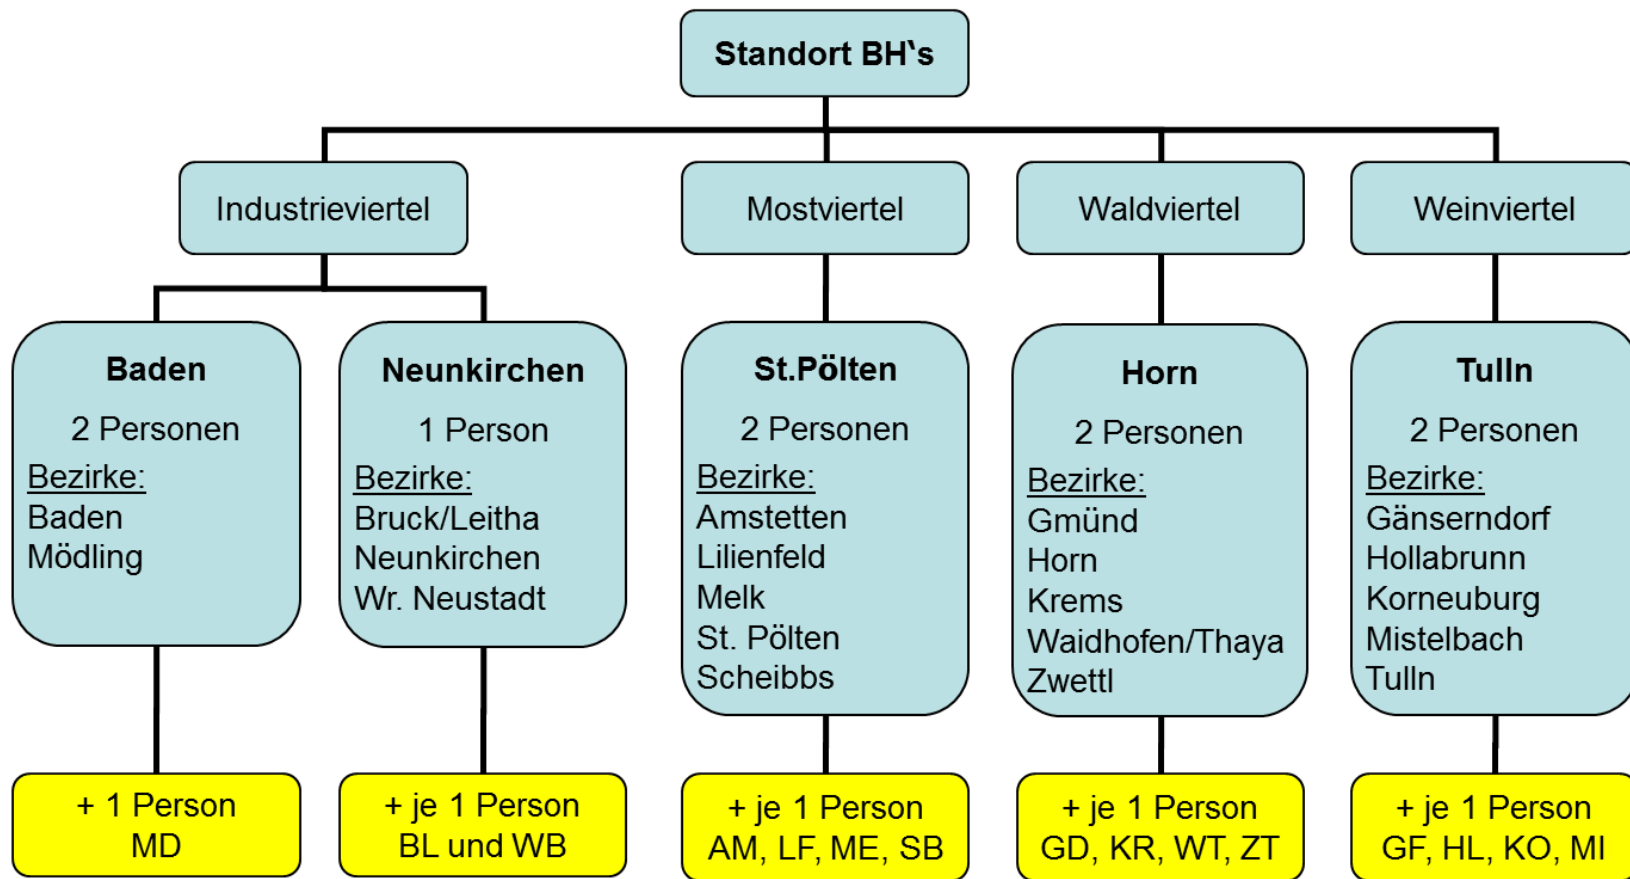 Standort BH‛s
Industrieviertel
Mostviertel
Waldviertel
Weinviertel
Baden
2 Personen
Bezirke:
Baden
Mödling
Neunkirchen
1 Person
Bezirke:
Bruck/Leitha
Neunkirchen
Wr. Neustadt
St.Pölten
2 Personen
Bezirke:
Amstetten
Lilienfeld
Melk
St. Pölten
Scheibbs
Horn
2 Personen
Bezirke:
Gmünd
Horn
Krems
Waidhofen/Thaya
Zwettl
Tulln
2 Personen
Bezirke:
Gänserndorf
Hollabrunn
Korneuburg
Mistelbach
Tulln
+ 1 Person
MD
+ je 1 Person
BL und WB
+ je 1 Person
AM, LF, ME, SB
+ je 1 Person
GD, KR, WT, ZT
+ je 1 Person
GF, HL, KO, MI